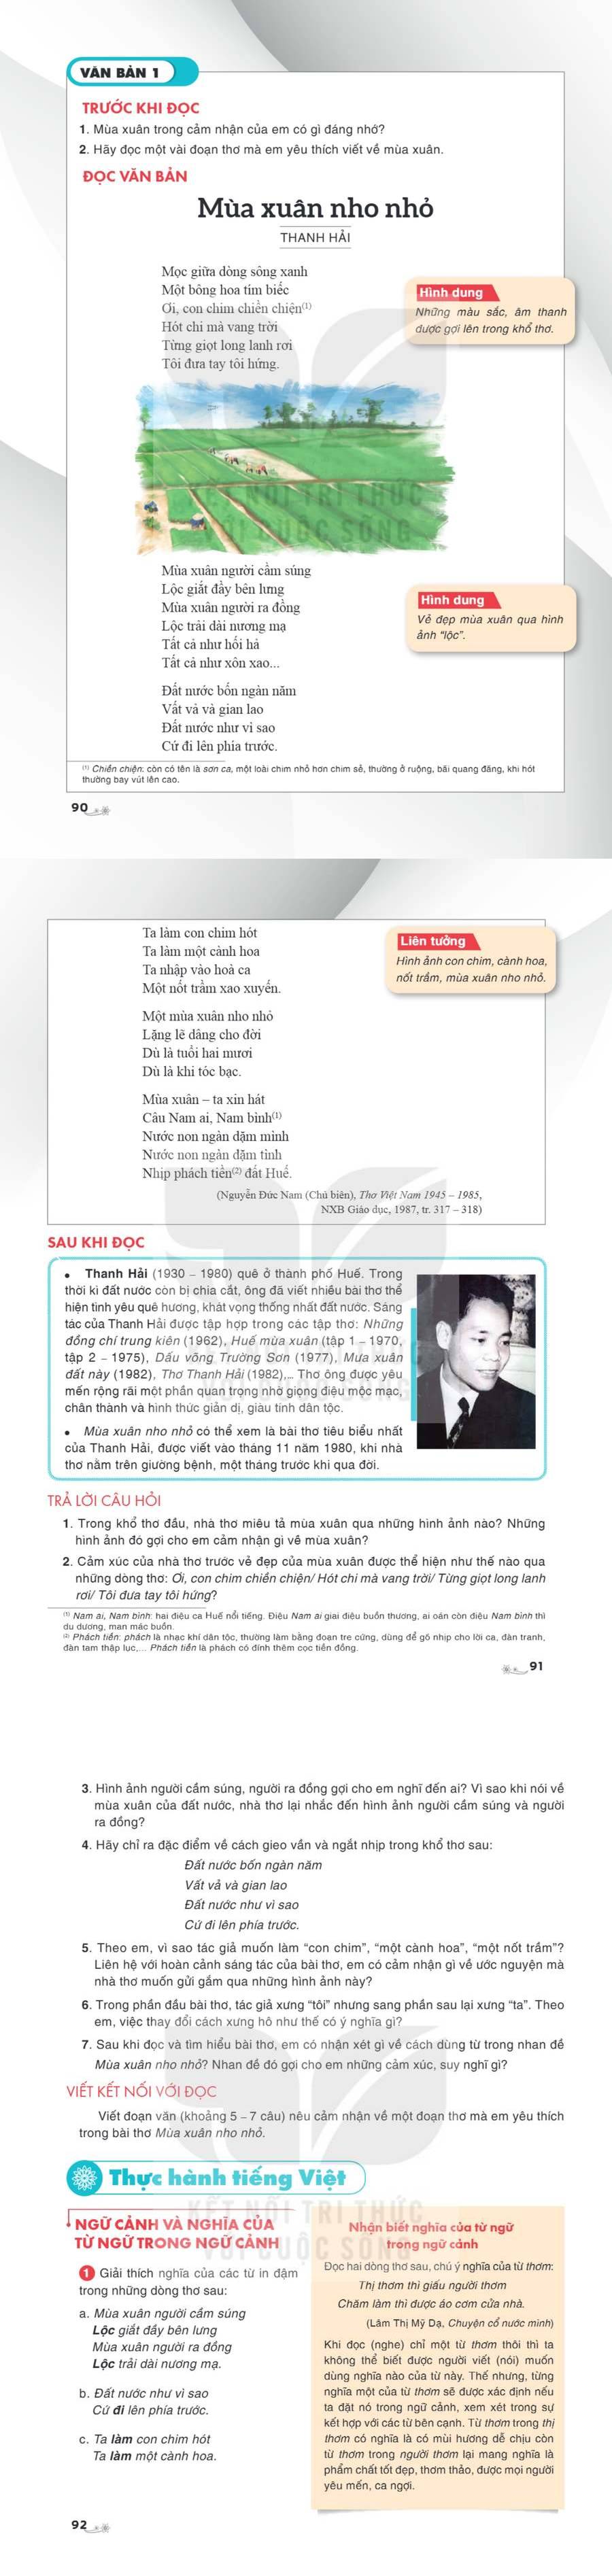 VĂN BẢN 1
TRƯỚC KHI ĐỌC
1. Mùa xuân trong cảm nhận của em có gì đáng nhớ?
2. Hãy đọc một vài đoạn thơ mà em yêu thích viết về mùa xuân.
ĐỌC VĂN BẢN
Mùa xuân nho nhỏ
THANH HẢI
Mọc giữa dòng sông xanh
Một bông hoa tím biếc
Ơi, con chim chiền chiện(1)
Hót chi mà vang trời
Từng giọt long lanh rơi
Tôi đưa tay tôi hứng.
Hình dung
Những màu sắc, âm thanh
được gợi lên trong khổ thơ.
KẾT NỐI TRI THỨC
VỚI CUỘC SỐNG
Mùa xuân người cầm súng
Lộc giắt đầy bên lưng
Mùa xuân người ra đồng
Lộc trải dài nương mạ
Tất cả như hối hả
Tất cả như xôn xao...
Hình dung
Vẻ đẹp mùa xuân qua hình
ảnh “lộc”.
Đất nước bốn ngàn năm
Vất vả và gian lao
Đất nước như vì sao
Cứ đi lên phía trước.
(1) Chiền chiện: còn có tên là sơn ca, một loài chim nhỏ hơn chim sẻ, thường ở ruộng, bãi quang đãng, khi hót
thường bay vút lên cao.
90
Ta làm con chim hót
Ta làm một cành hoa
Ta nhập vào hoà ca
Một nốt trầm xao xuyến.
Liên tưởng
Hình ảnh con chim, cành hoa,
nốt trầm, mùa xuân nho nhỏ.
Một mùa xuân nho nhỏ
Lặng lẽ dâng cho đời
Dù là tuổi hai mươi
Dù là khi tóc bạc.
Mùa xuân – ta xin hát
Câu Nam ai, Nam bình(1)
Nước non ngàn dặm mình
Nước non ngàn dặm tình
Nhịp phách tiền(2) đất Huế.
(Nguyễn Đức Nam (Chủ biên), Thơ Việt Nam 1945 – 1985,
NXB Giáo dục, 1987, tr. 317 – 318)
SAU KHI ĐỌC
• Thanh Hải (1930 – 1980) quê ở thành phố Huế. Trong
thời kì đất nước còn bị chia cắt, ông đã viết nhiều bài thơ thể
hiện tình yêu quê hương, khát vọng thống nhất đất nước. Sáng
tác của Thanh Hải được tập hợp trong các tập thơ: Những
đồng chí trung kiên (1962), Huế mùa xuân (tập 1 – 1970,
tập 2 – 1975), Dấu võng Trường Sơn (1977), Mưa xuân
đất này (1982), Thơ Thanh Hải (1982),... Thơ ông được yêu
mến rộng rãi một phần quan trọng nhờ giọng điệu mộc mạc,
chân thành và hình thức giản dị, giàu tính dân tộc.
• Mùa xuân nho nhỏ có thể xem là bài thơ tiêu biểu nhất
của Thanh Hải, được viết vào tháng 11 năm 1980, khi nhà
thơ nằm trên giường bệnh, một tháng trước khi qua đời.
TRẢ LỜI CÂU HỎI
1. Trong khổ thơ đầu, nhà thơ miêu tả mùa xuân qua những hình ảnh nào? Những
hình ảnh đó gợi cho em cảm nhận gì về mùa xuân?
2. Cảm xúc của nhà thơ trước vẻ đẹp của mùa xuân được thể hiện như thế nào qua
những dòng thơ: Ơi, con chim chiền chiện/ Hót chi mà vang trời/ Từng giọt long lanh
rơi/ Tôi đưa tay tôi hứng?
(1) Nam ai, Nam bình: hai điệu ca Huế nổi tiếng. Điệu Nam ai giai điệu buồn thương, ai oán còn điệu Nam bình thì
du dương, man mác buồn.
(2) Phách tiền: phách là nhạc khí dân tộc, thường làm bằng đoạn tre cứng, dùng để gõ nhịp cho lời ca, đàn tranh,
đàn tam thập lục,... Phách tiền là phách có đính thêm cọc tiền đồng.
91
3. Hình ảnh người cầm súng, người ra đồng gợi cho em nghĩ đến ai? Vì sao khi nói về
mùa xuân của đất nước, nhà thơ lại nhắc đến hình ảnh người cầm súng và người
ra đồng?
4. Hãy chỉ ra đặc điểm về cách gieo vần và ngắt nhịp trong khổ thơ sau:
Đất nước bốn ngàn năm
Vất vả và gian lao
Đất nước như vì sao
Cứ đi lên phía trước.
5. Theo em, vì sao tác giả muốn làm “con chim”, “một cành hoa”, “một nốt trầm”?
Liên hệ với hoàn cảnh sáng tác của bài thơ, em có cảm nhận gì về ước nguyện mà
nhà thơ muốn gửi gắm qua những hình ảnh này?
6. Trong phần đầu bài thơ, tác giả xưng “tôi” nhưng sang phần sau lại xưng “ta”. Theo
em, việc thay đổi cách xưng hô như thế có ý nghĩa gì?
7. Sau khi đọc và tìm hiểu bài thơ, em có nhận xét gì về cách dùng từ trong nhan đề
Mùa xuân nho nhỏ? Nhan đề đó gợi cho em những cảm xúc, suy nghĩ gì?
VIẾT KẾT NỐI VỚI ĐỌC
Viết đoạn văn (khoảng 5 – 7 câu) nêu cảm nhận về một đoạn thơ mà em yêu thích
trong bài thơ Mùa xuân nho nhỏ.
Thực hành tiếng Việt
KẾT NỐI TRI THỨC
VỚI CUỘC SỐNG
NGỮ CẢNH VÀ NGHĨA CỦA
TỪ NGỮ TRONG NGỮ CẢNH
1 Giải thích nghĩa của các từ in đậm
trong những dòng thơ sau:
a. Mùa xuân người cầm súng
Lộc giắt đầy bên lưng
Mùa xuân người ra đồng
Lộc trải dài nương mạ.
b. Đất nước như vì sao
Cứ đi lên phía trước.
c. Ta làm con chim hót
Ta làm một cành hoa.
Nhận biết nghĩa của từ ngữ
trong ngữ cảnh
Đọc hai dòng thơ sau, chú ý nghĩa của từ thơm:
Thị thơm thì giấu người thơm
Chăm làm thì được áo cơm cửa nhà.
(Lâm Thị Mỹ Dạ, Chuyện cổ nước mình)
Khi đọc (nghe) chỉ một từ thơm thôi thì ta
không thể biết được người viết (nói) muốn
dùng nghĩa nào của từ này. Thế nhưng, từng
nghĩa một của từ thơm sẽ được xác định nếu
ta đặt nó trong ngữ cảnh, xem xét trong sự
kết hợp với các từ bên cạnh. Từ thơm trong thị
thơm có nghĩa là có mùi hương dễ chịu còn
từ thơm trong người thơm lại mang nghĩa là
phẩm chất tốt đẹp, thơm thảo, được mọi người
yêu mến, ca ngợi.
92